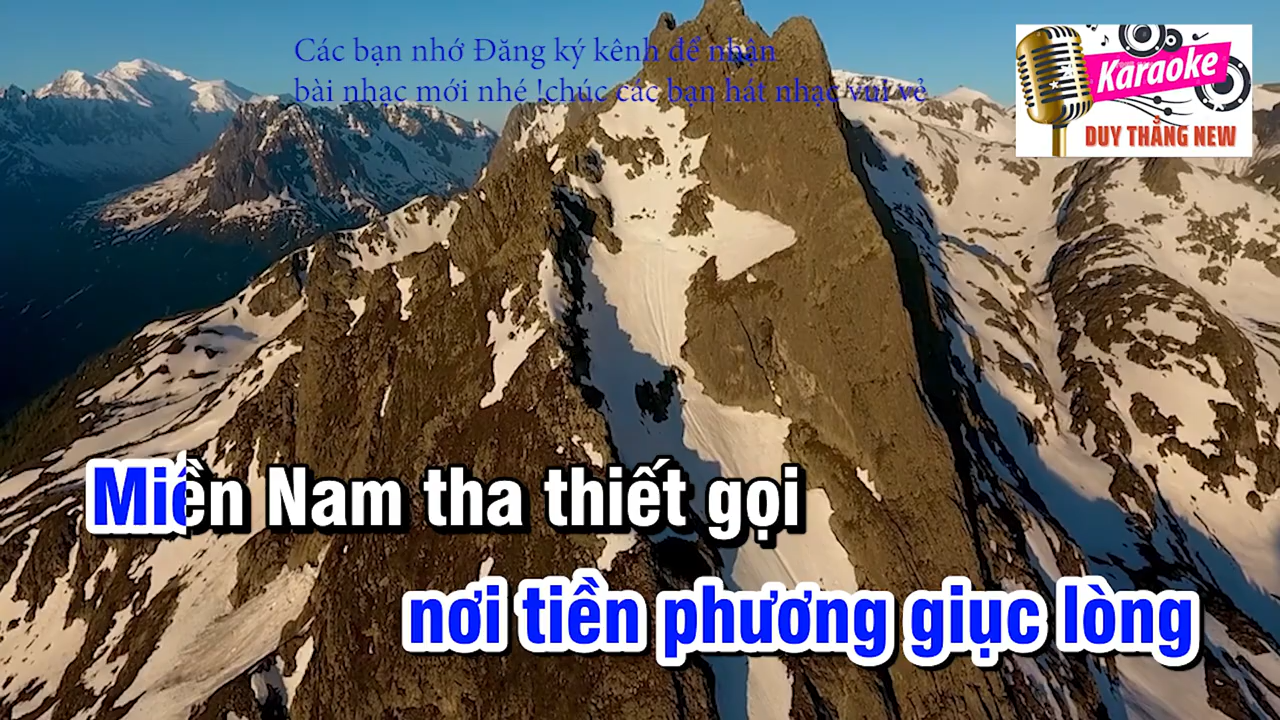 Các bạn nhớ Đăng ký kênh để nhận
bài nhạc mới nhé !chúc các bạn hát nhạc vui vẻ
Karaoke
DUY THẮNG NEW
Miền Nam tha thiết gọi
nơi tiền phương giục lòng